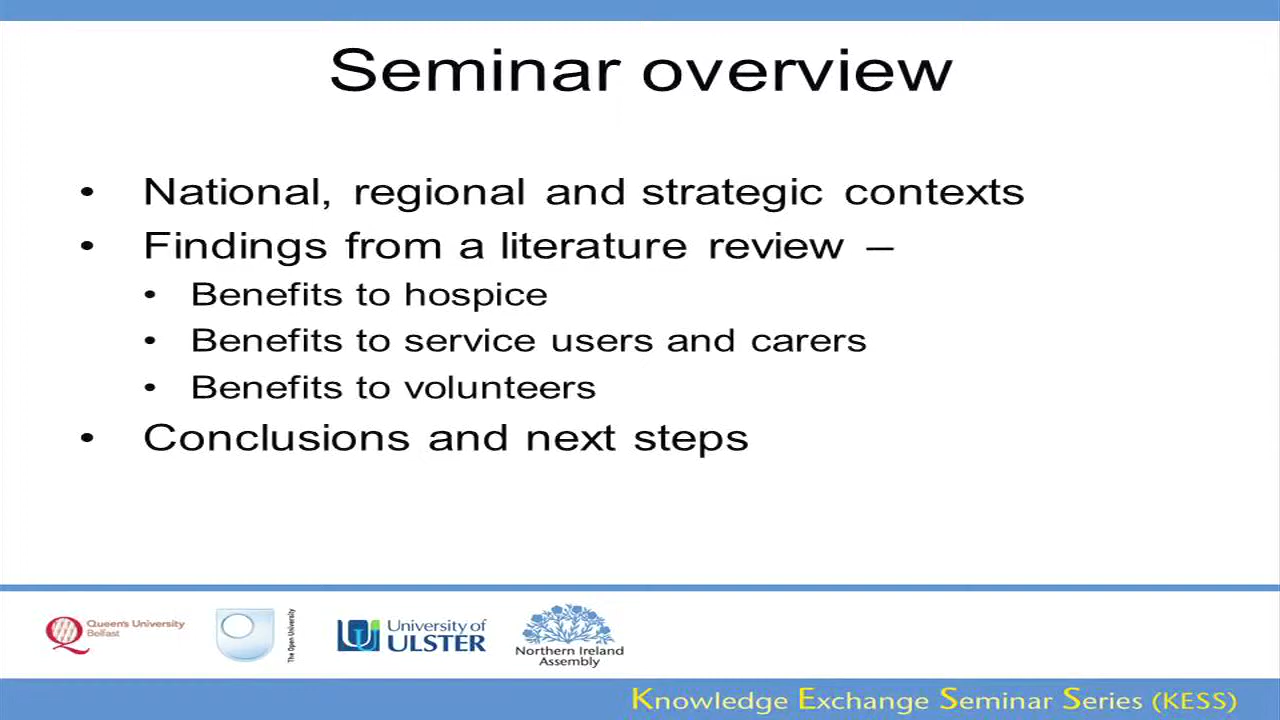 Seminar overview
• National, regional and strategic contexts
• Findings from a literature review –
• Benefits to hospice
• Benefits to service users and carers
• Benefits to volunteers
• Conclusions and next steps
Queen's University
Belfast
The Open University
University of
ULSTER
Northern Ireland
Assembly
Knowledge Exchange Seminar Series (KESS)